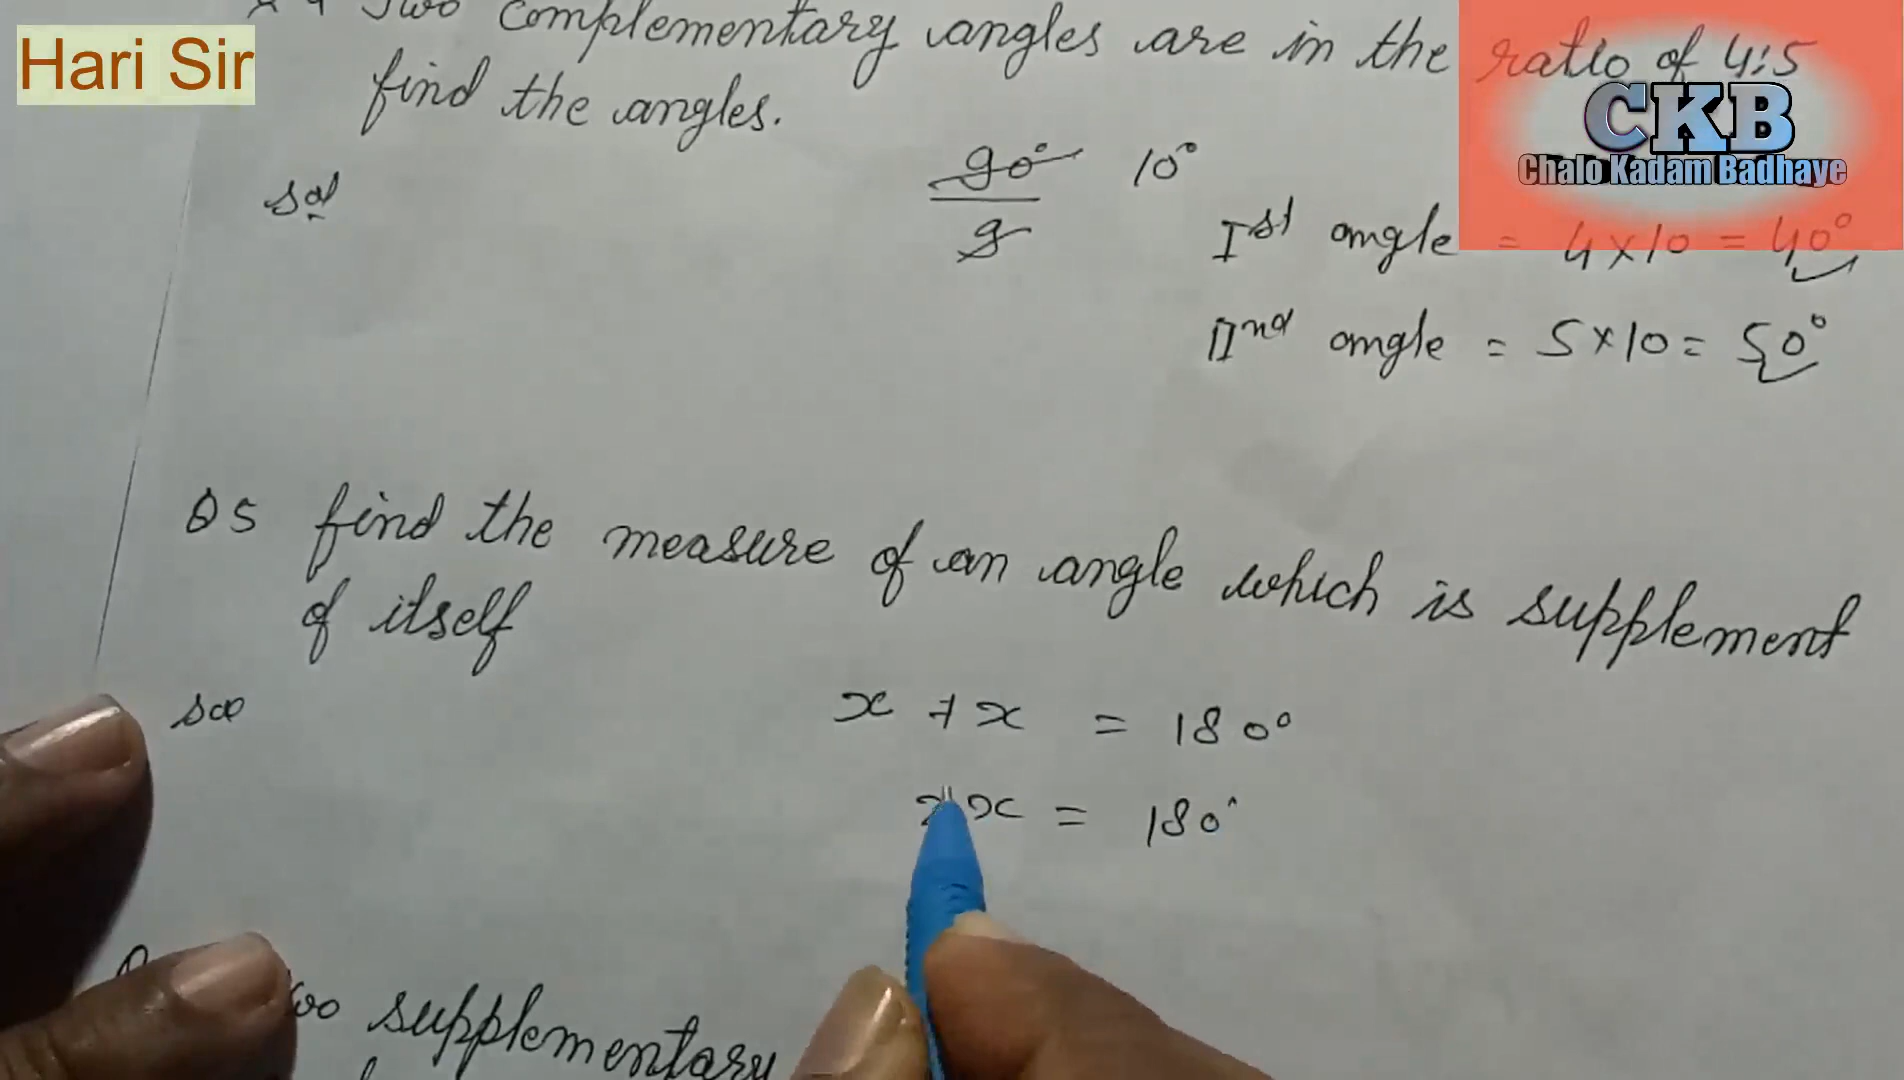 Hari Sir
Two complementary angles are in the ratio of 4:5
find the angles.
CKB
Chalo Kadam Badhaye
Sol
90° 10°
9
Ist angle = 4×10 = 40°
IInd angle = 5×10 = 50°
Q5 find the measure of an angle which is supplement
of itself
x + x = 180°
x = 180°
supplementary